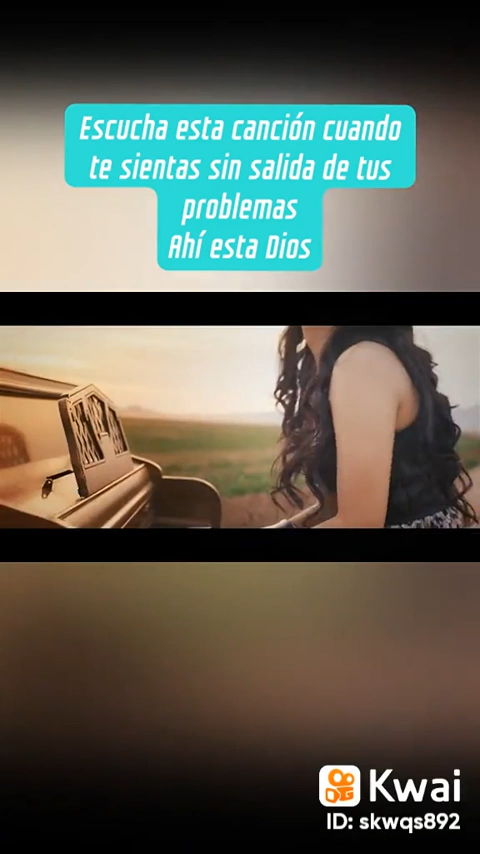 Escucha esta canción cuando
te sientas sin salida de tus
problemas
Ahí esta Dios
Kwai
ID: skwqs892